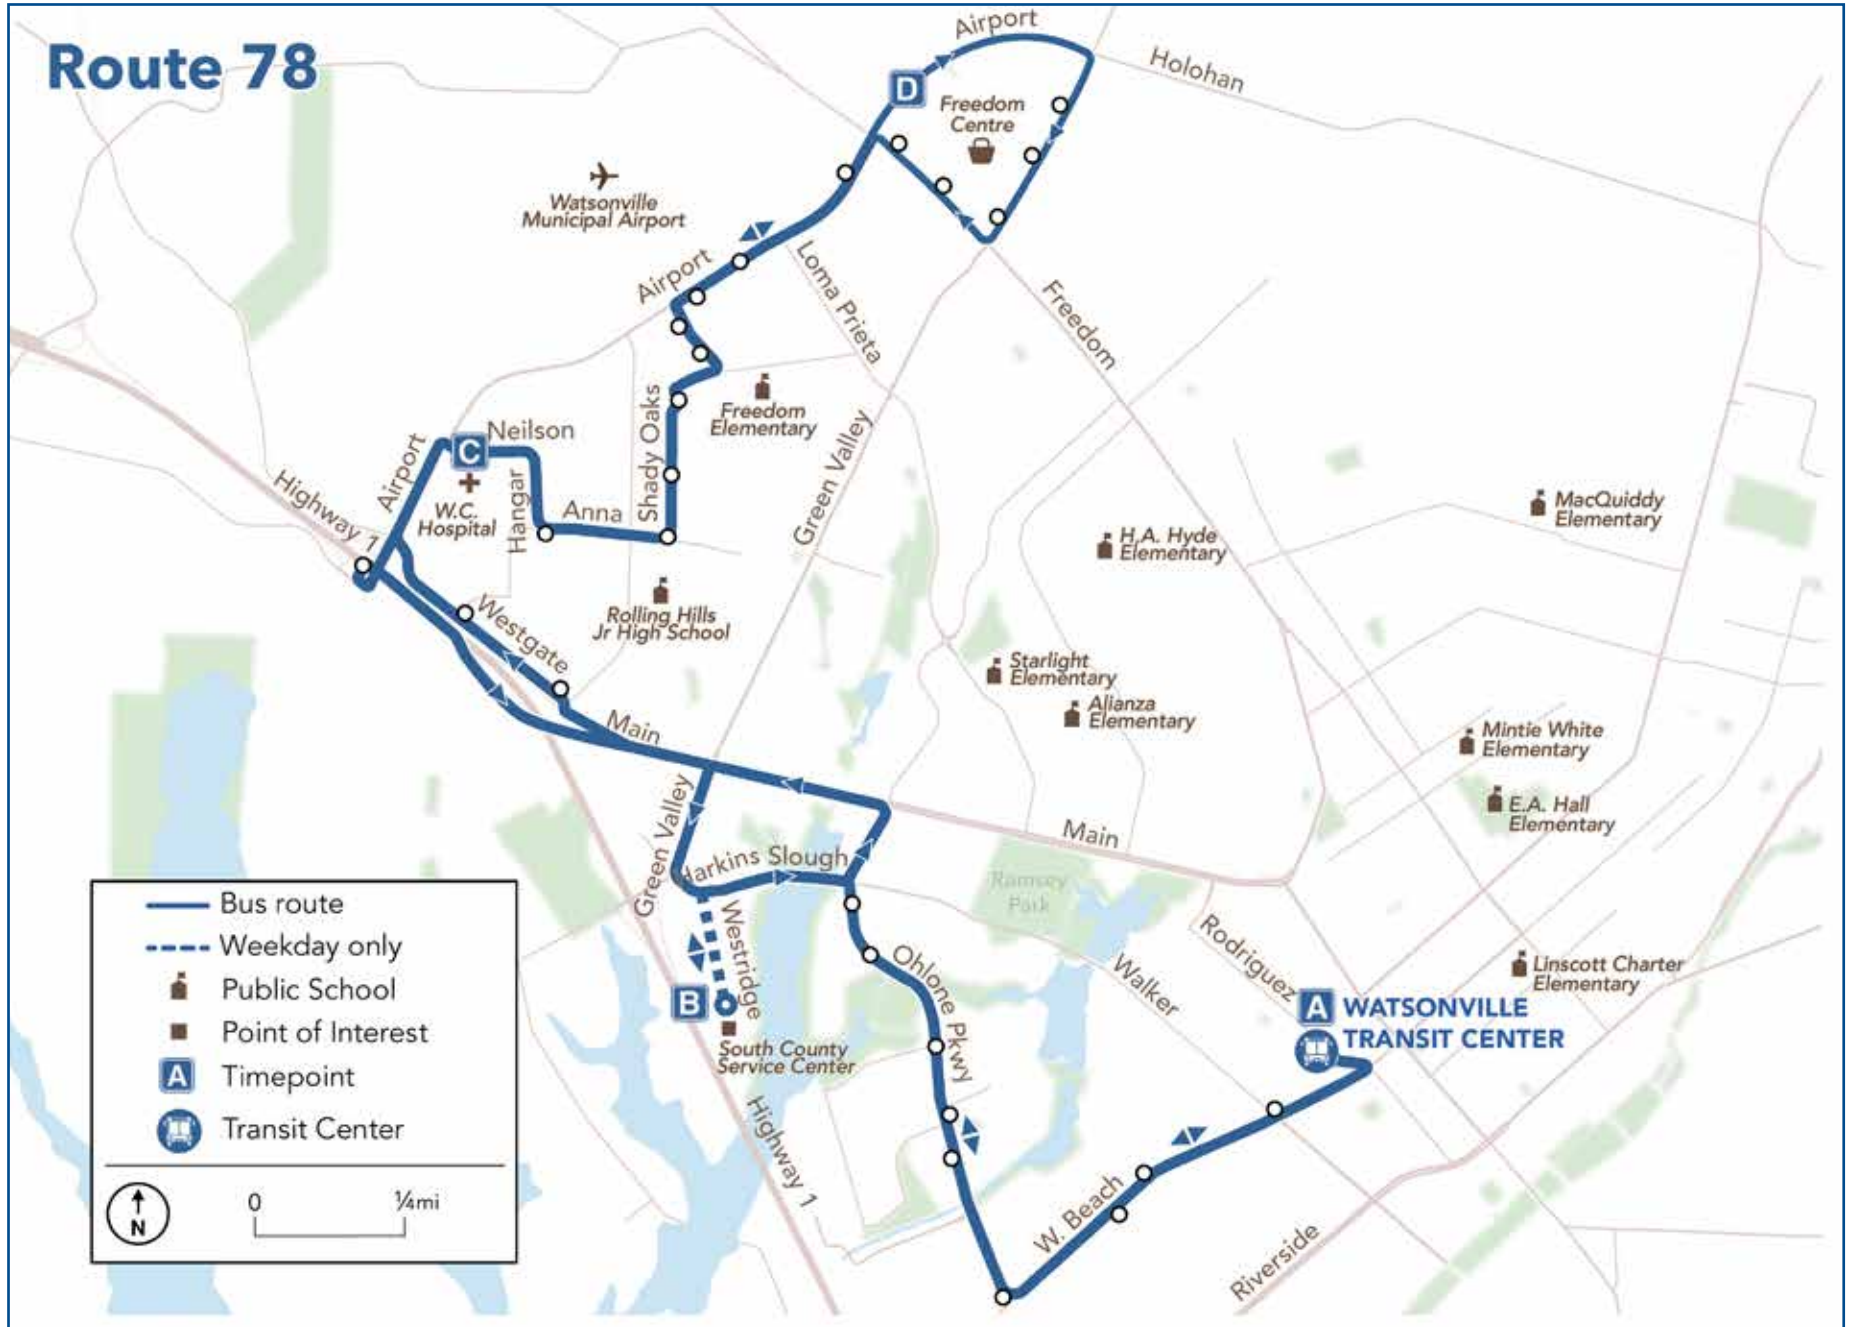 Route 78
Airport
Holohan
D
Freedom
Centre
Watsonville
Municipal Airport
Airport
Loma Prieta
Freedom
Freedom
Elementary
Shady Oaks
Green Valley
Neilson
C
Airport
Highway 1
W.C.
Hospital
Hangar
Anna
MacQuiddy
Elementary
H.A. Hyde
Elementary
Westgate
Rolling Hills
Jr High School
Starlight
Elementary
Alianza
Elementary
Main
Mintie White
Elementary
E.A. Hall
Elementary
Green Valley
Main
Harkins Slough
Ramsey
Park
Westridge
Ohlone Pkwy
Walker
Rodriguez
Linscott Charter
Elementary
A
WATSONVILLE
TRANSIT CENTER
B
South County
Service Center
Highway 1
W. Beach
Riverside
Bus route
Weekday only
Public School
Point of Interest
A Timepoint
Transit Center
N
0 ¼mi